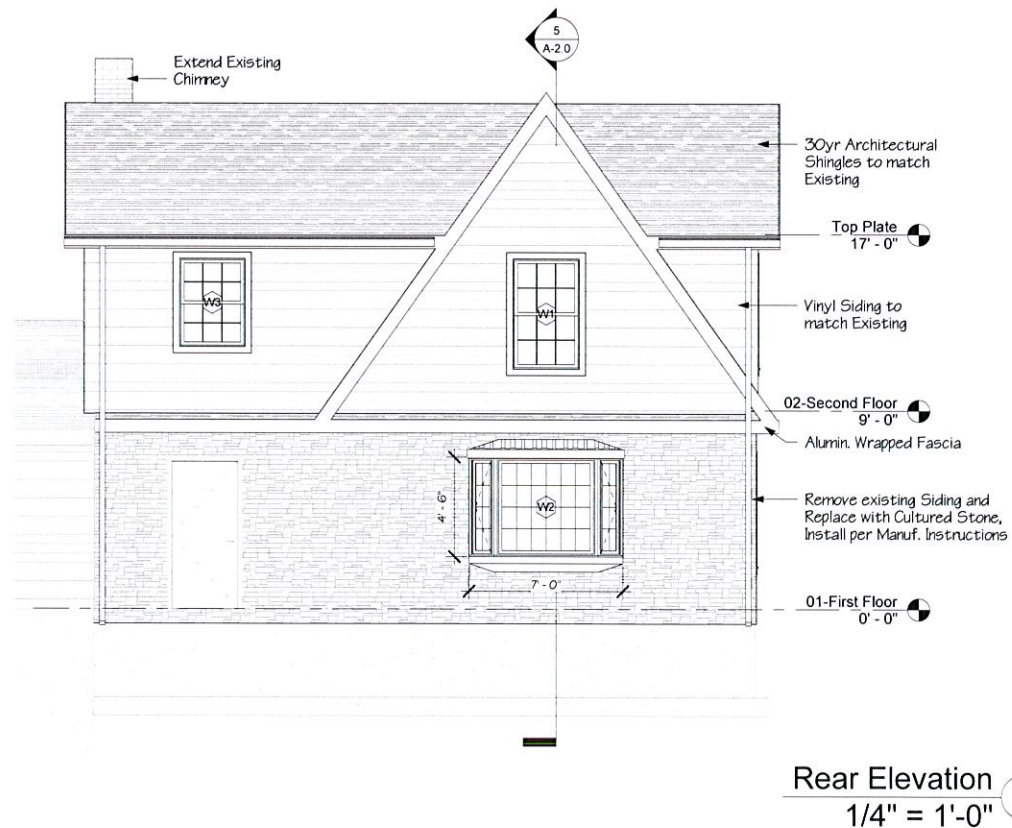 5
A-2.0
Extend Existing
Chimney
30yr Architectural
Shingles to match
Existing
Top Plate
17' - 0"
W3
W1
Vinyl Siding to
match Existing
02-Second Floor
9' - 0"
Alumin. Wrapped Fascia
4' - 6"
W2
Remove existing Siding and
Replace with Cultured Stone,
Install per Manuf. Instructions
7' - 0"
01-First Floor
0' - 0"
Rear Elevation
1/4" = 1'-0"